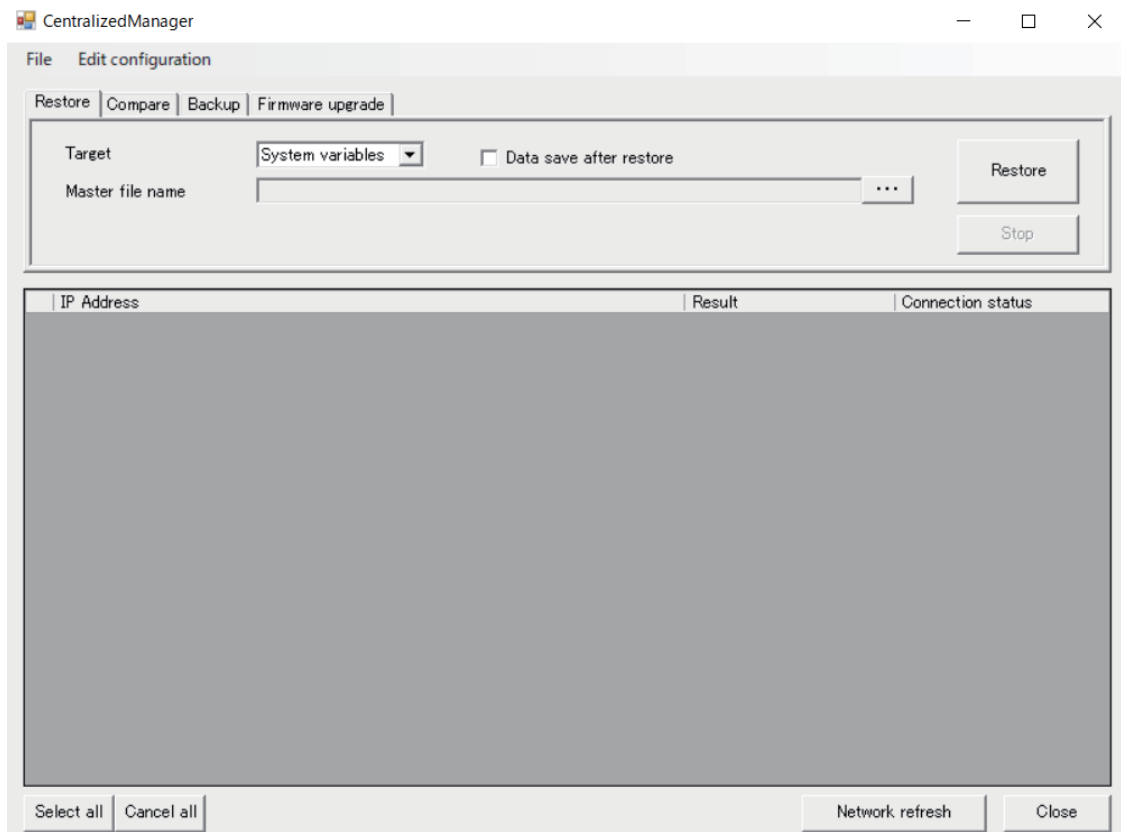 CentralizedManager
File Edit configuration
Restore Compare Backup Firmware upgrade
Target System variables Data save after restore
Restore
Master file name ...
Stop
IP Address Result Connection status
Select all Cancel all Network refresh Close